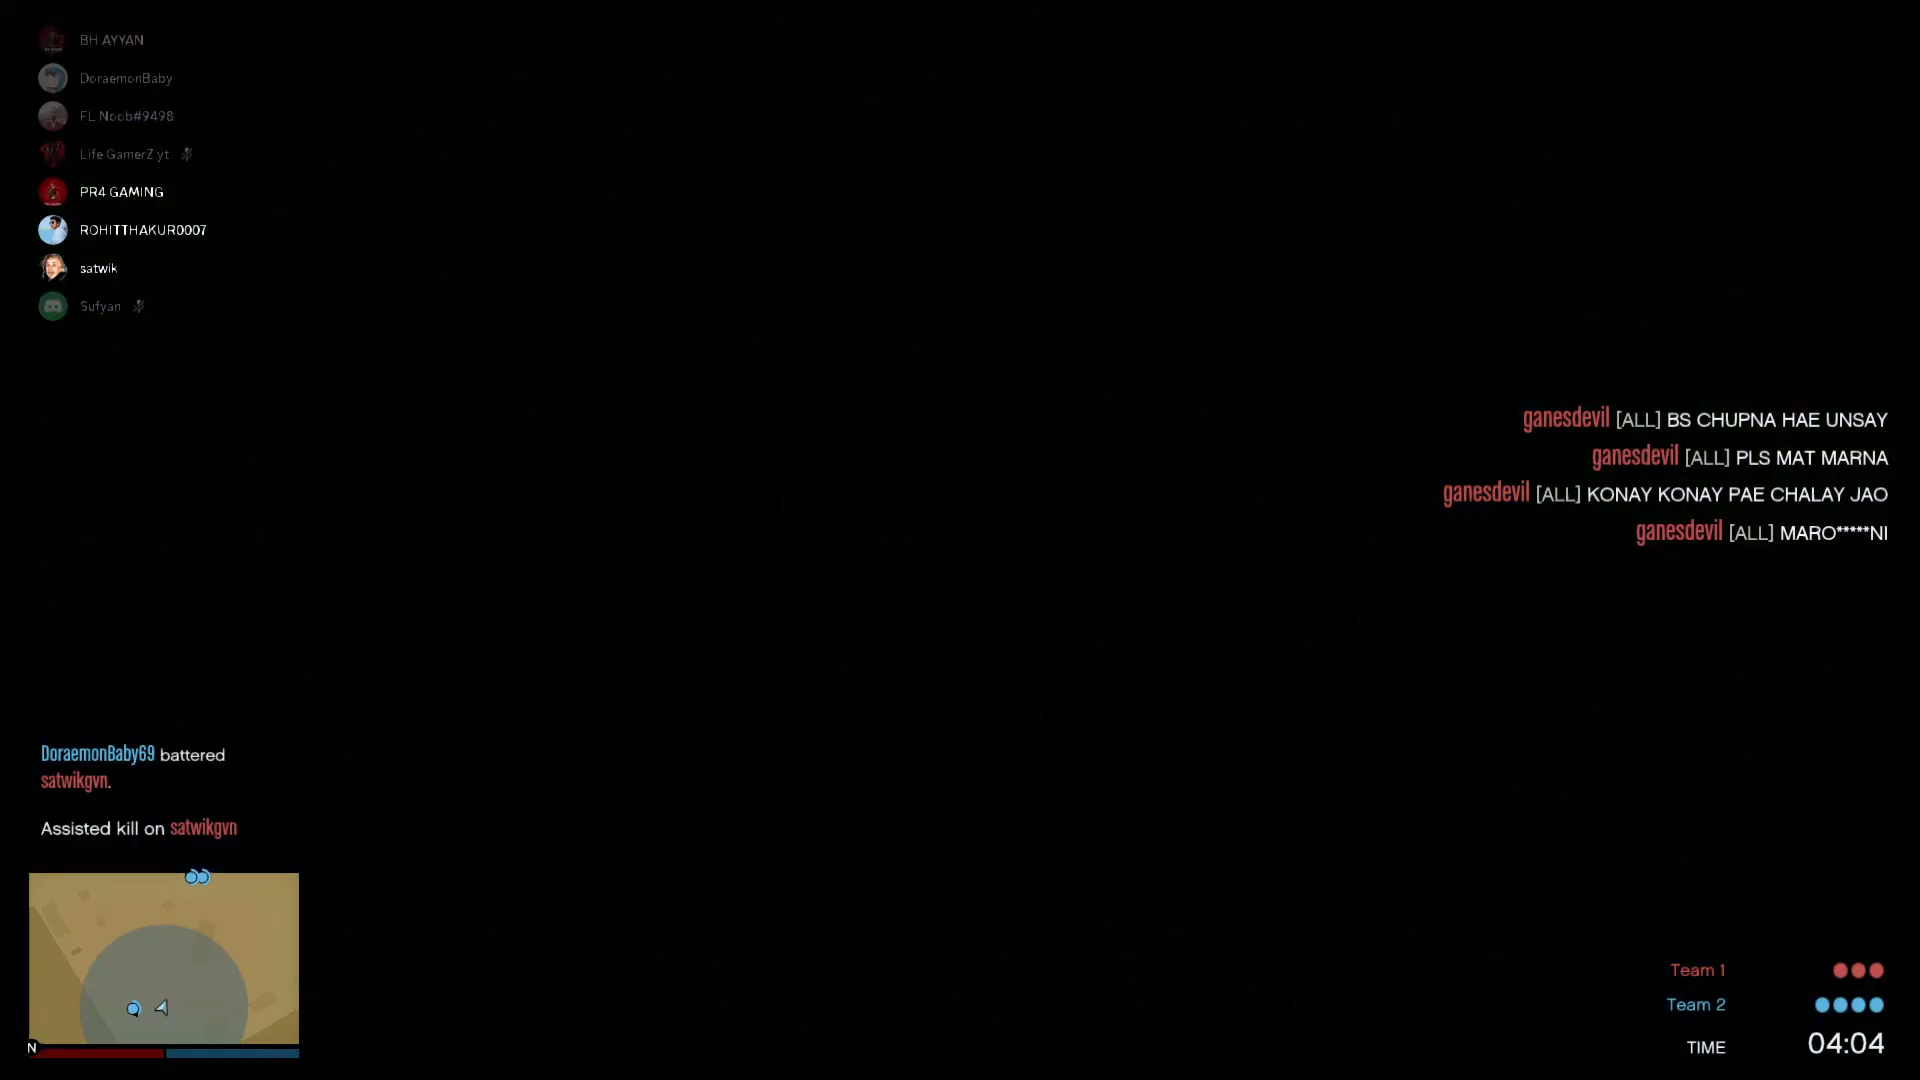 BH AYYAN
DoraemonBaby
FL Noob#9498
Life GamerZ yt
PR4 GAMING
ROHITTHAKUR0007
satwik
Sufyan
ganesdevil [ALL] BS CHUPNA HAE UNSAY
ganesdevil [ALL] PLS MAT MARNA
ganesdevil [ALL] KONAY KONAY PAE CHALAY JAO
ganesdevil [ALL] MARO*****NI
DoraemonBaby69 battered
satwikgvn.
Assisted kill on satwikgvn
N
Team 1
Team 2
TIME 04:04